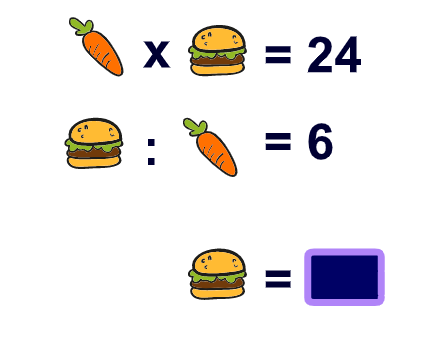 x = 24
: = 6
=